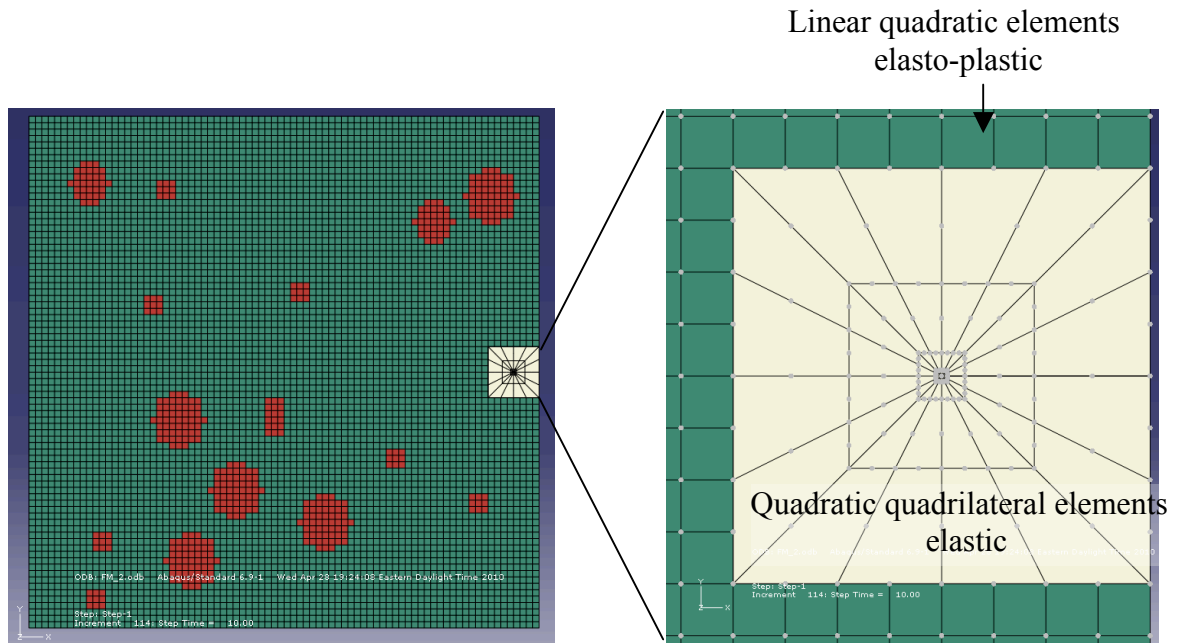 Linear quadratic elements
elasto-plastic
Quadratic quadrilateral elements
elastic
ODB: FM_2.odb Abaqus/Standard 6.9-1 Wed Apr 28 19:24:08 Eastern Daylight Time 2010
Step: Step-1
Increment 114: Step Time = 10.00
Y
Z X
Step: Step-1
Increment 114: Step Time = 10.00
Y
Z X